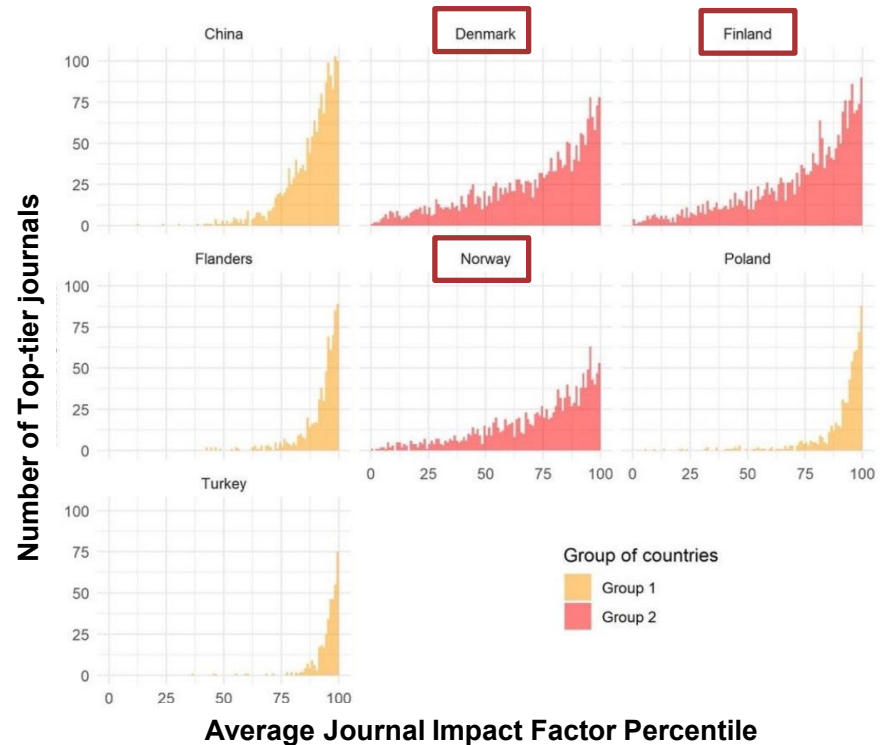 China
Denmark
Finland
100
75
50
25
0
Flanders
Norway
Poland
100
75
50
25
0
0 25 50 75 100
0 25 50 75 100
Turkey
100
75
50
25
0
0 25 50 75 100
Group of countries
Group 1
Group 2
Number of Top-tier journals
Average Journal Impact Factor Percentile